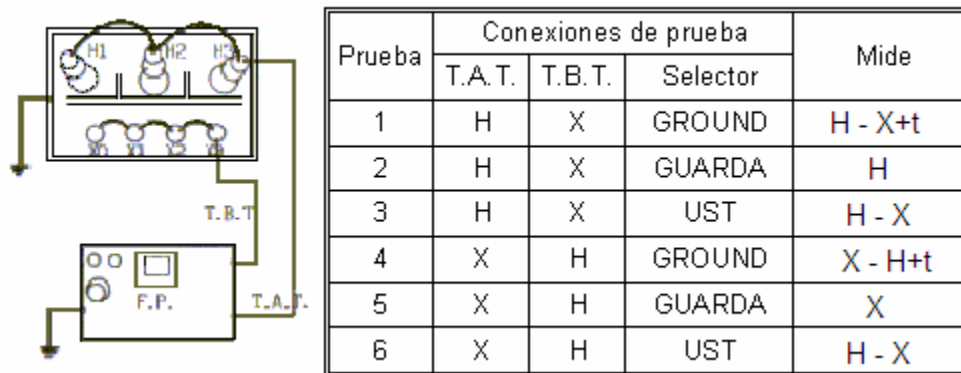 H1 H2 H3
X0 X1 X2 X3
T.B.T
F.P.
T.A.T.
Prueba Conexiones de prueba Mide
T.A.T. T.B.T. Selector
1 H X GROUND H - X+t
2 H X GUARDA H
3 H X UST H - X
4 X H GROUND X - H+t
5 X H GUARDA X
6 X H UST H - X